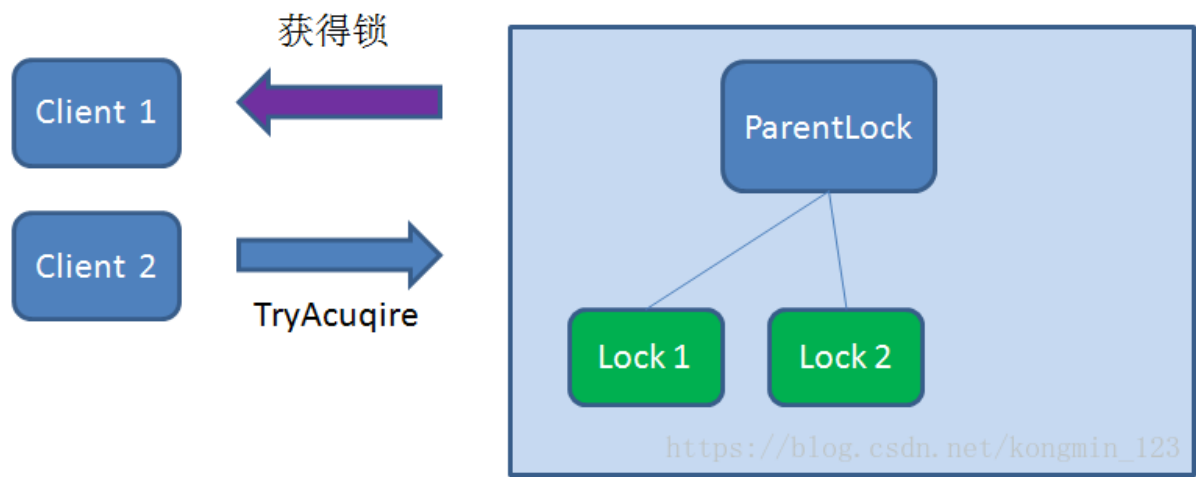 获得锁
Client 1
ParentLock
Client 2
TryAcuqire
Lock 1
Lock 2
https://blog.csdn.net/kongmin_123